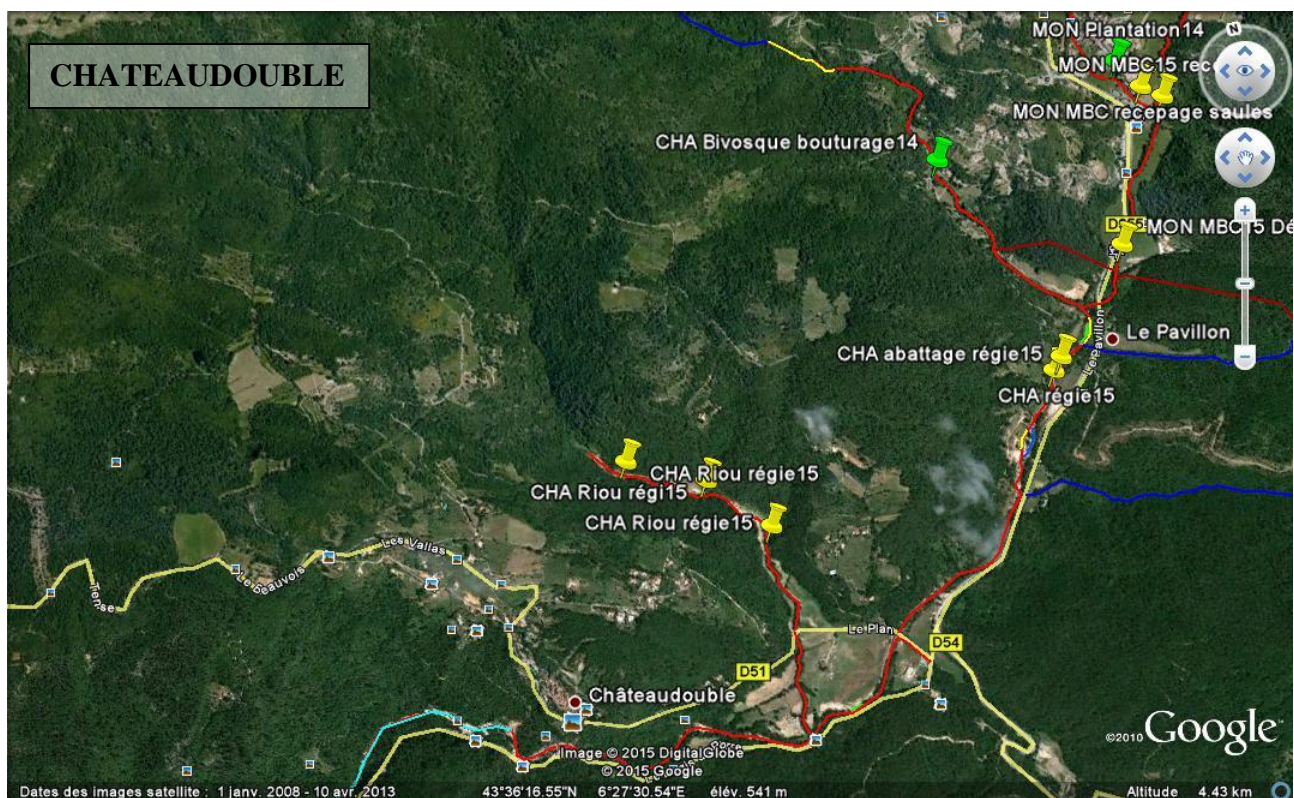 CHATEAUDOUBLE
N
MON Plantation14
MON MBC15 rece
MON MBC recepage saules
CHA Bivosque bouturage14
MON MBC15 Dé
Le Pavillon
Le Pavillon
CHA abattage régie15
CHA régie15
CHA Riou régie15
CHA Riou régi15
CHA Riou régie15
Les Vallas
Le Beauvois
Le Plan
D54
D51
Châteaudouble
©2010 Google
Image © 2015 DigitalGlobe
© 2015 Google
Dates des images satellite : 1 janv. 2008 - 10 avr. 2013 43°36'16.55"N 6°27'30.54"E élév. 541 m Altitude 4.43 km